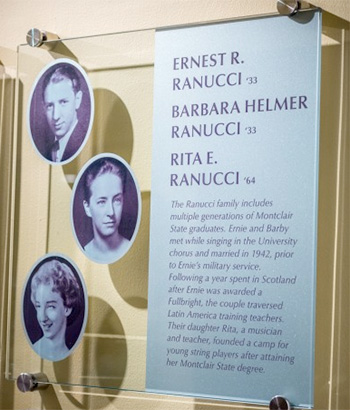 ERNEST R.
RANUCCI '33
BARBARA HELMER
RANUCCI '33
RITA E.
RANUCCI '64
The Ranucci family includes
multiple generations of Montclair
State graduates. Ernie and Barby
met while singing in the University
chorus and married in 1942, prior
to Ernie's military service.
Following a year spent in Scotland
after Ernie was awarded a
Fullbright, the couple traversed
Latin America training teachers.
Their daughter Rita, a musician
and teacher, founded a camp for
young string players after attaining
her Montclair State degree.